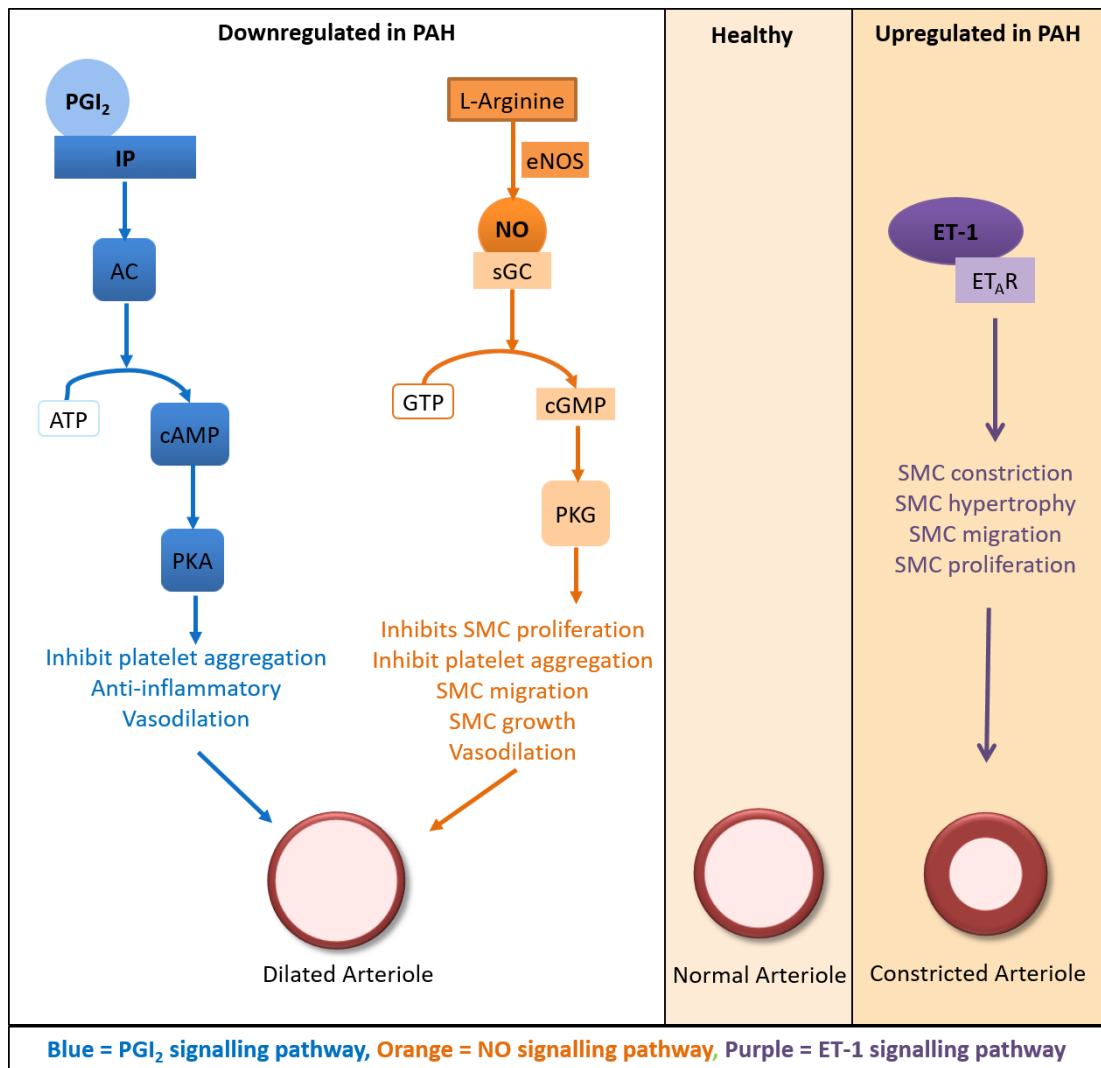 Downregulated in PAH
PGI₂
IP
AC
ATP
cAMP
PKA
Inhibit platelet aggregation
Anti-inflammatory
Vasodilation
L-Arginine
eNOS
NO
sGC
GTP
cGMP
PKG
Inhibits SMC proliferation
Inhibit platelet aggregation
SMC migration
SMC growth
Vasodilation
Dilated Arteriole
Healthy
Normal Arteriole
Upregulated in PAH
ET-1
ET_AR
SMC constriction
SMC hypertrophy
SMC migration
SMC proliferation
Constricted Arteriole
Blue = PGI₂ signalling pathway, Orange = NO signalling pathway, Purple = ET-1 signalling pathway